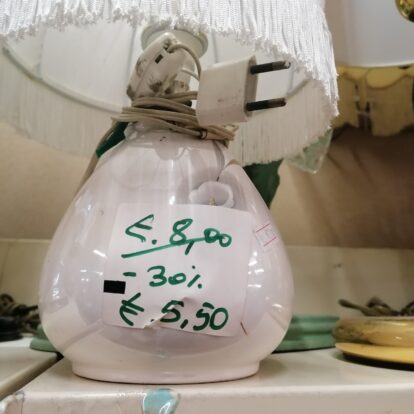 €. 8,00
- 30%
€ .5,50